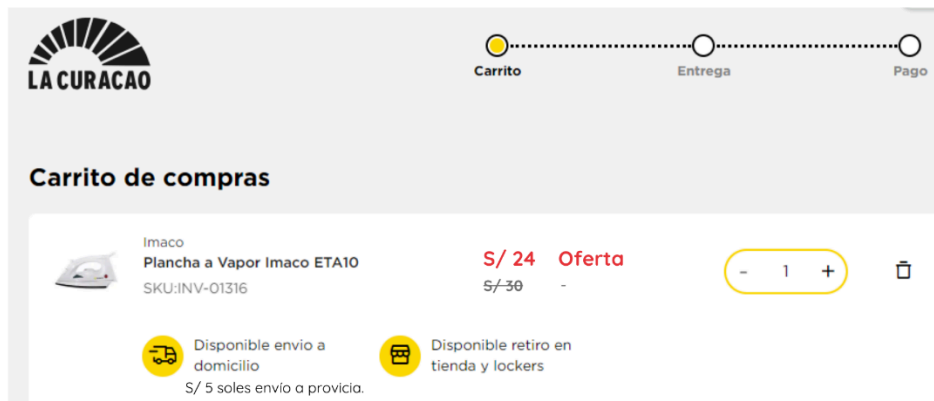 LA CURACAO
Carrito
Entrega
Pago
Carrito de compras
Imaco
Plancha a Vapor Imaco ETA10
SKU:INV-01316
S/ 24 Oferta
S/ 30 -
- 1 +
Disponible envio a
domicilio
S/ 5 soles envío a provicia.
Disponible retiro en
tienda y lockers